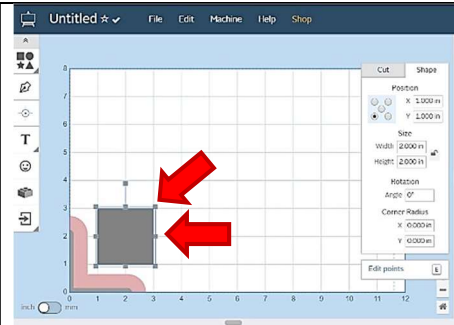 Untitled File Edit Machine Help Shop
Cut Shape
Position
X 1.000 in
Y 1.000 in
Size
Width 2.000 in
Height 2.000 in
Rotation
Angle 0°
Corner Radius
X 0.000 in
Y 0.000 in
Edit points E
T
8
7
6
5
4
3
2
1
0
0 1 2 3 4 5 6 7 8 9 10 11 12
inch mm